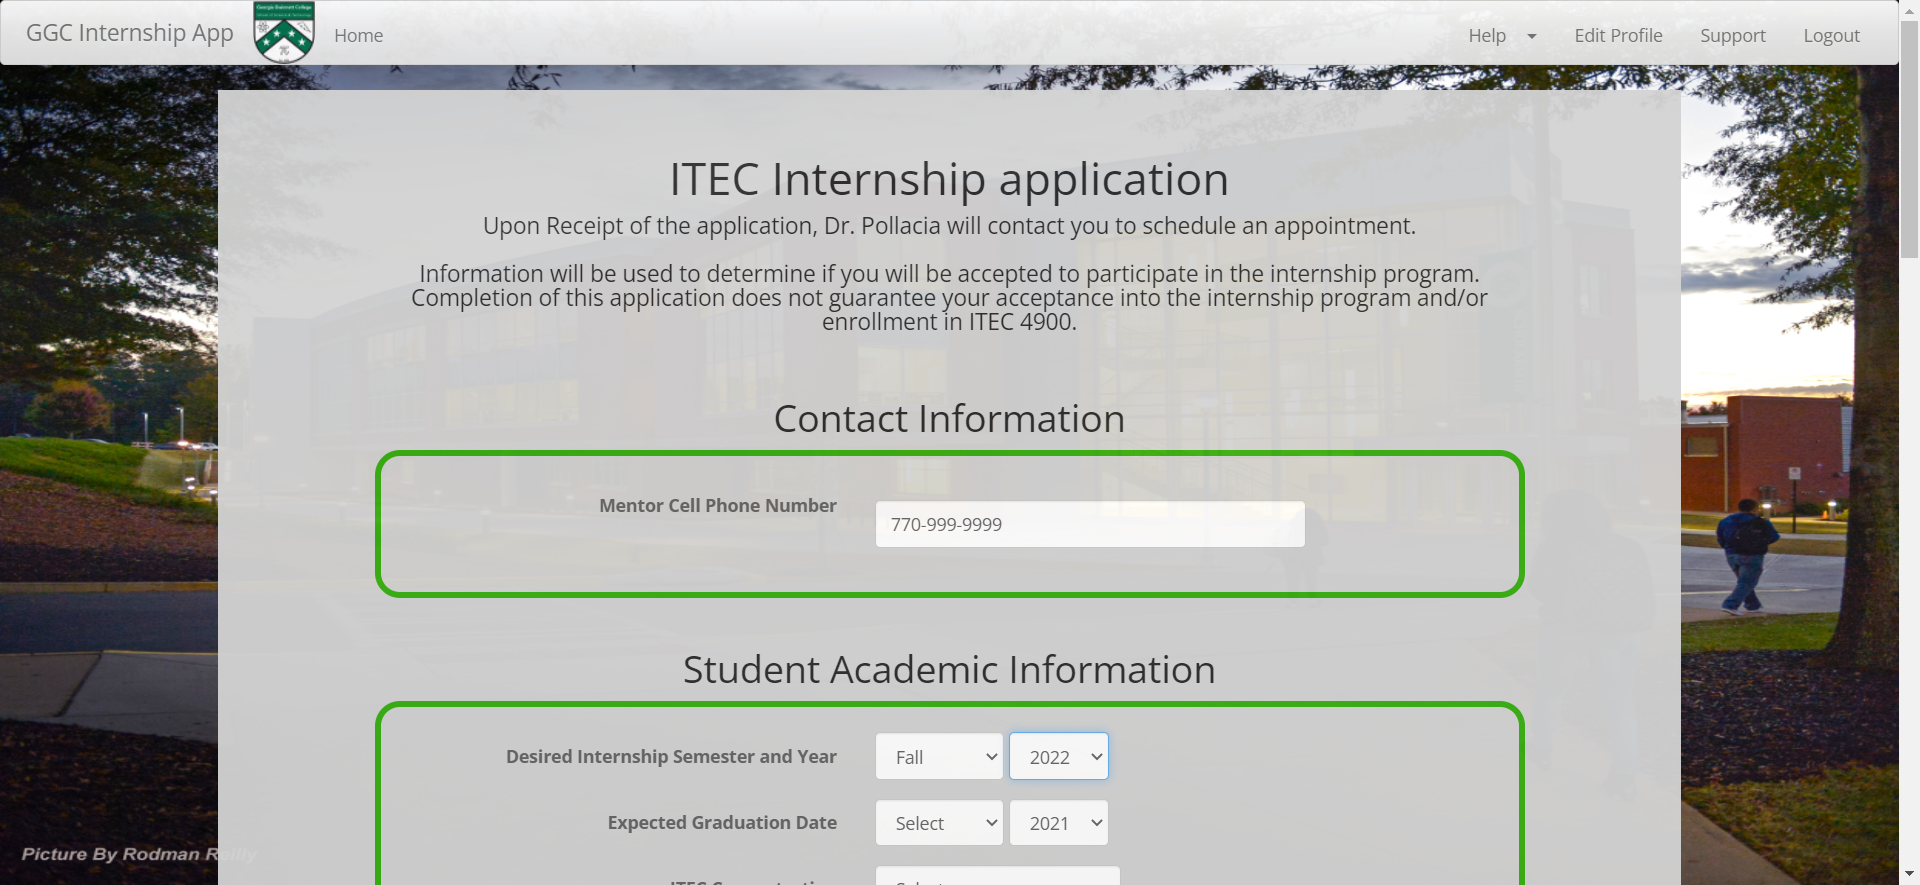 GGC Internship App
Georgia Gwinnett College
Home
Help
Edit Profile
Support
Logout
ITEC Internship application
Upon Receipt of the application, Dr. Pollacia will contact you to schedule an appointment.
Information will be used to determine if you will be accepted to participate in the internship program.
Completion of this application does not guarantee your acceptance into the internship program and/or
enrollment in ITEC 4900.
Contact Information
Mentor Cell Phone Number
770-999-9999
Student Academic Information
Desired Internship Semester and Year
Fall
2022
Expected Graduation Date
Select
2021
Picture By Rodman Reilly